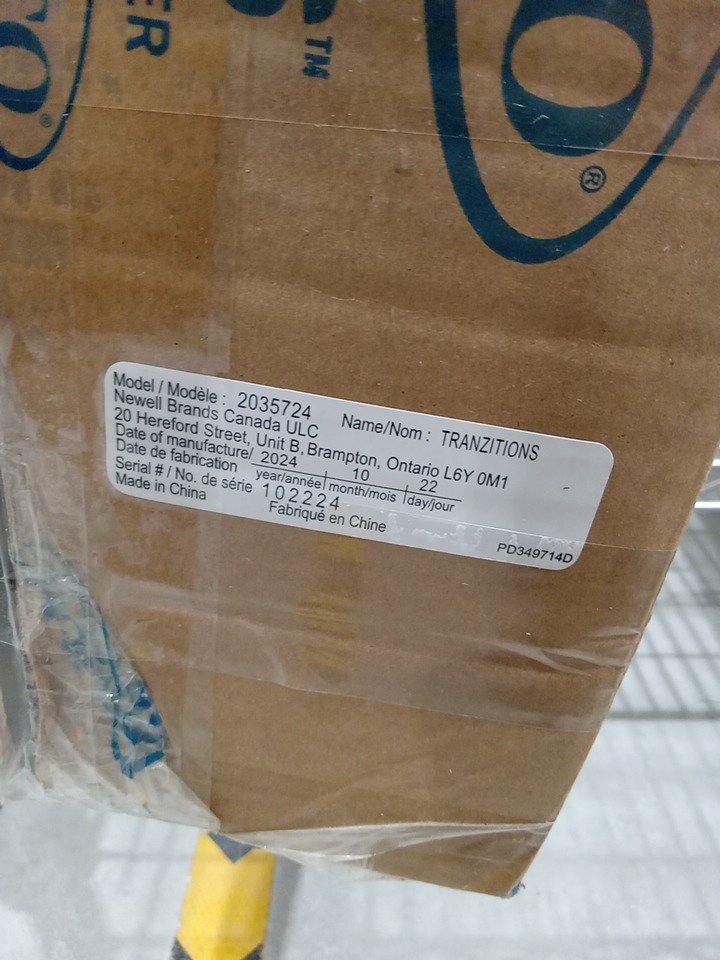 ER
TM
O
®
O
®
Model / Modèle : 2035724 Name/Nom : TRANZITIONS
Newell Brands Canada ULC
20 Hereford Street, Unit B, Brampton, Ontario L6Y 0M1
Date of manufacture/ 2024 10 22
Date de fabrication year/année month/mois day/jour
Serial # / No. de série 102224
Made in China Fabriqué en Chine
PD349714D